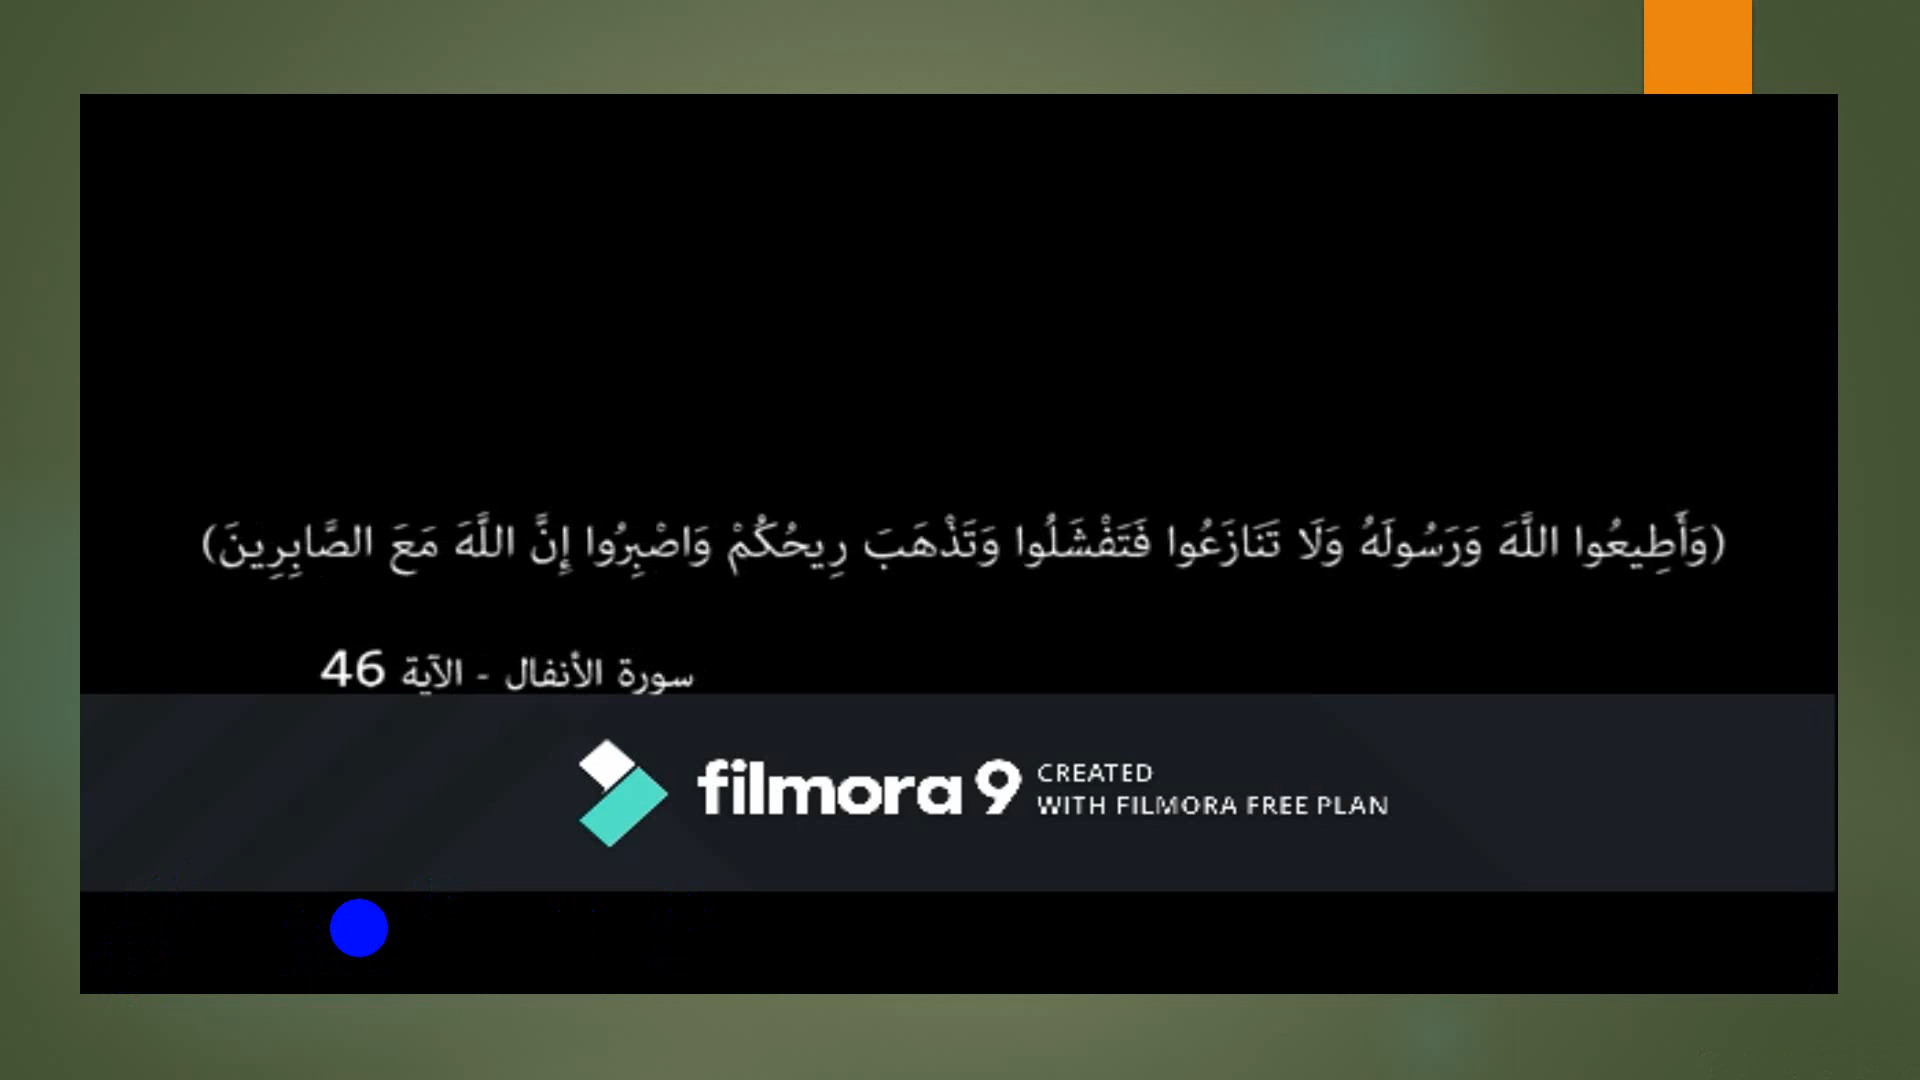 (وَأَطِيعُوا اللَّهَ وَرَسُولَهُ وَلَا تَنَازَعُوا فَتَفْشَلُوا وَتَذْهَبَ رِيحُكُمْ وَاصْبِرُوا إِنَّ اللَّهَ مَعَ الصَّابِرِينَ)
سورة الأنفال - الآية 46
filmora 9
CREATED
WITH FILMORA FREE PLAN